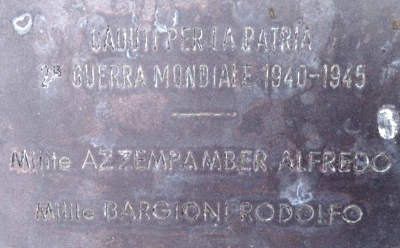 CADUTI PER LA PATRIA
2ª GUERRA MONDIALE 1940-1945
Milite AZZEMPAMBER ALFREDO
Milite BARGIONI RODOLFO